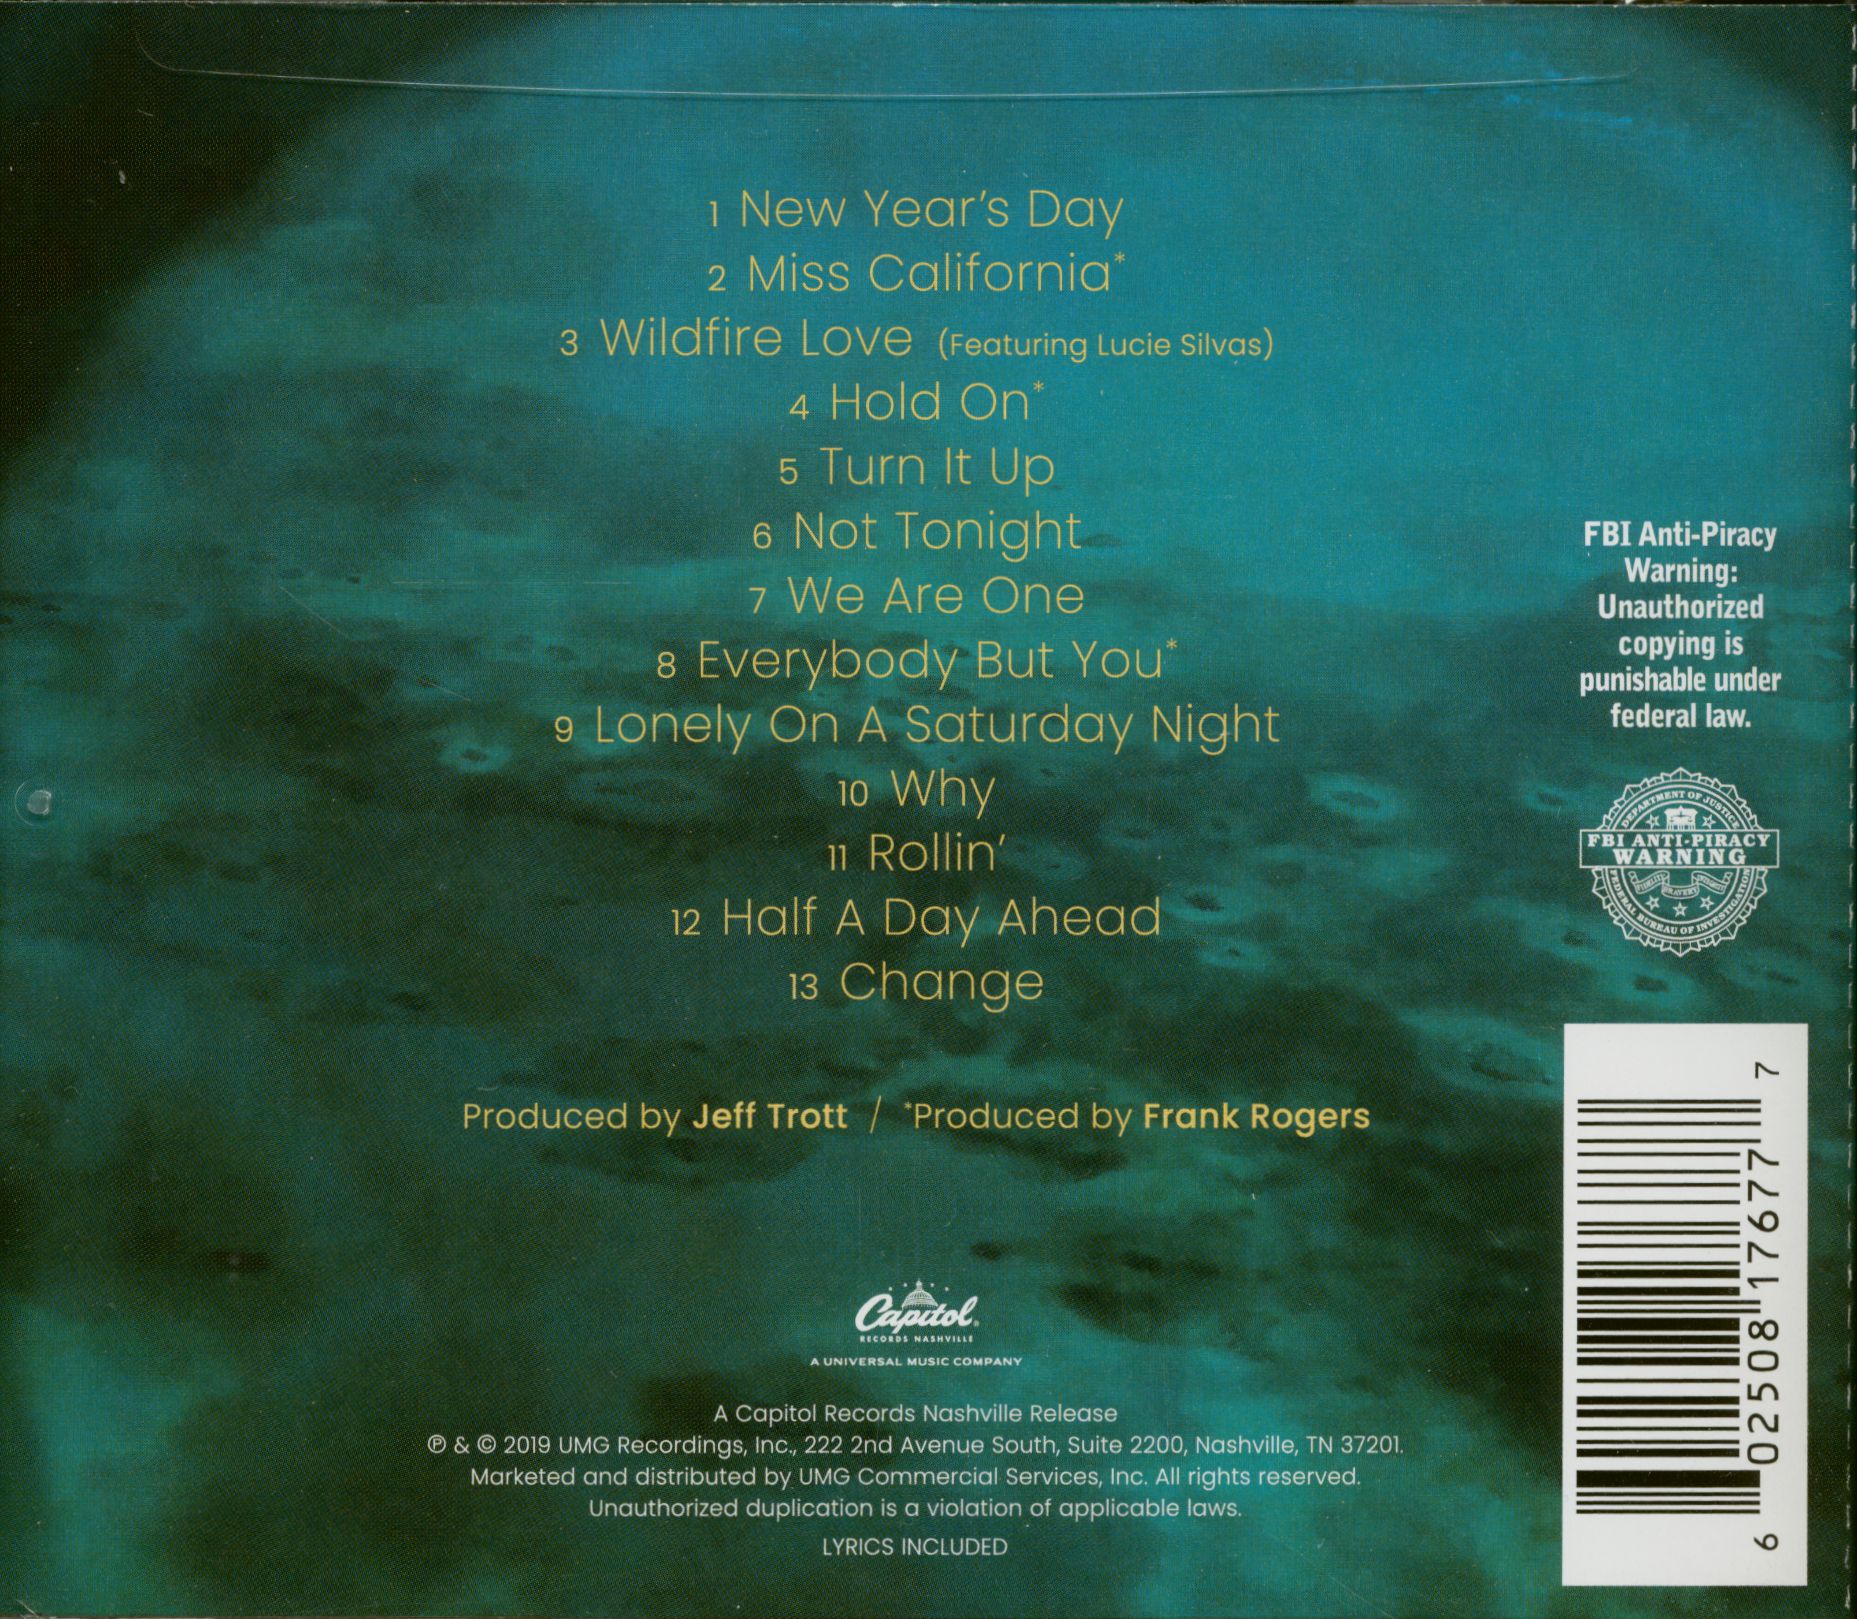 1 New Year's Day
2 Miss California*
3 Wildfire Love (Featuring Lucie Silvas)
4 Hold On*
5 Turn It Up
6 Not Tonight
7 We Are One
8 Everybody But You*
9 Lonely On A Saturday Night
10 Why
11 Rollin'
12 Half A Day Ahead
13 Change
Produced by Jeff Trott / *Produced by Frank Rogers
Capitol®
RECORDS NASHVILLE
A UNIVERSAL MUSIC COMPANY
A Capitol Records Nashville Release
℗ & © 2019 UMG Recordings, Inc., 222 2nd Avenue South, Suite 2200, Nashville, TN 37201.
Marketed and distributed by UMG Commercial Services, Inc. All rights reserved.
Unauthorized duplication is a violation of applicable laws.
LYRICS INCLUDED
FBI Anti-Piracy
Warning:
Unauthorized
copying is
punishable under
federal law.
DEPARTMENT OF JUSTICE
FBI ANTI-PIRACY
WARNING
FIDELITY BRAVERY INTEGRITY
FEDERAL BUREAU OF INVESTIGATION
6 02508 17677 7